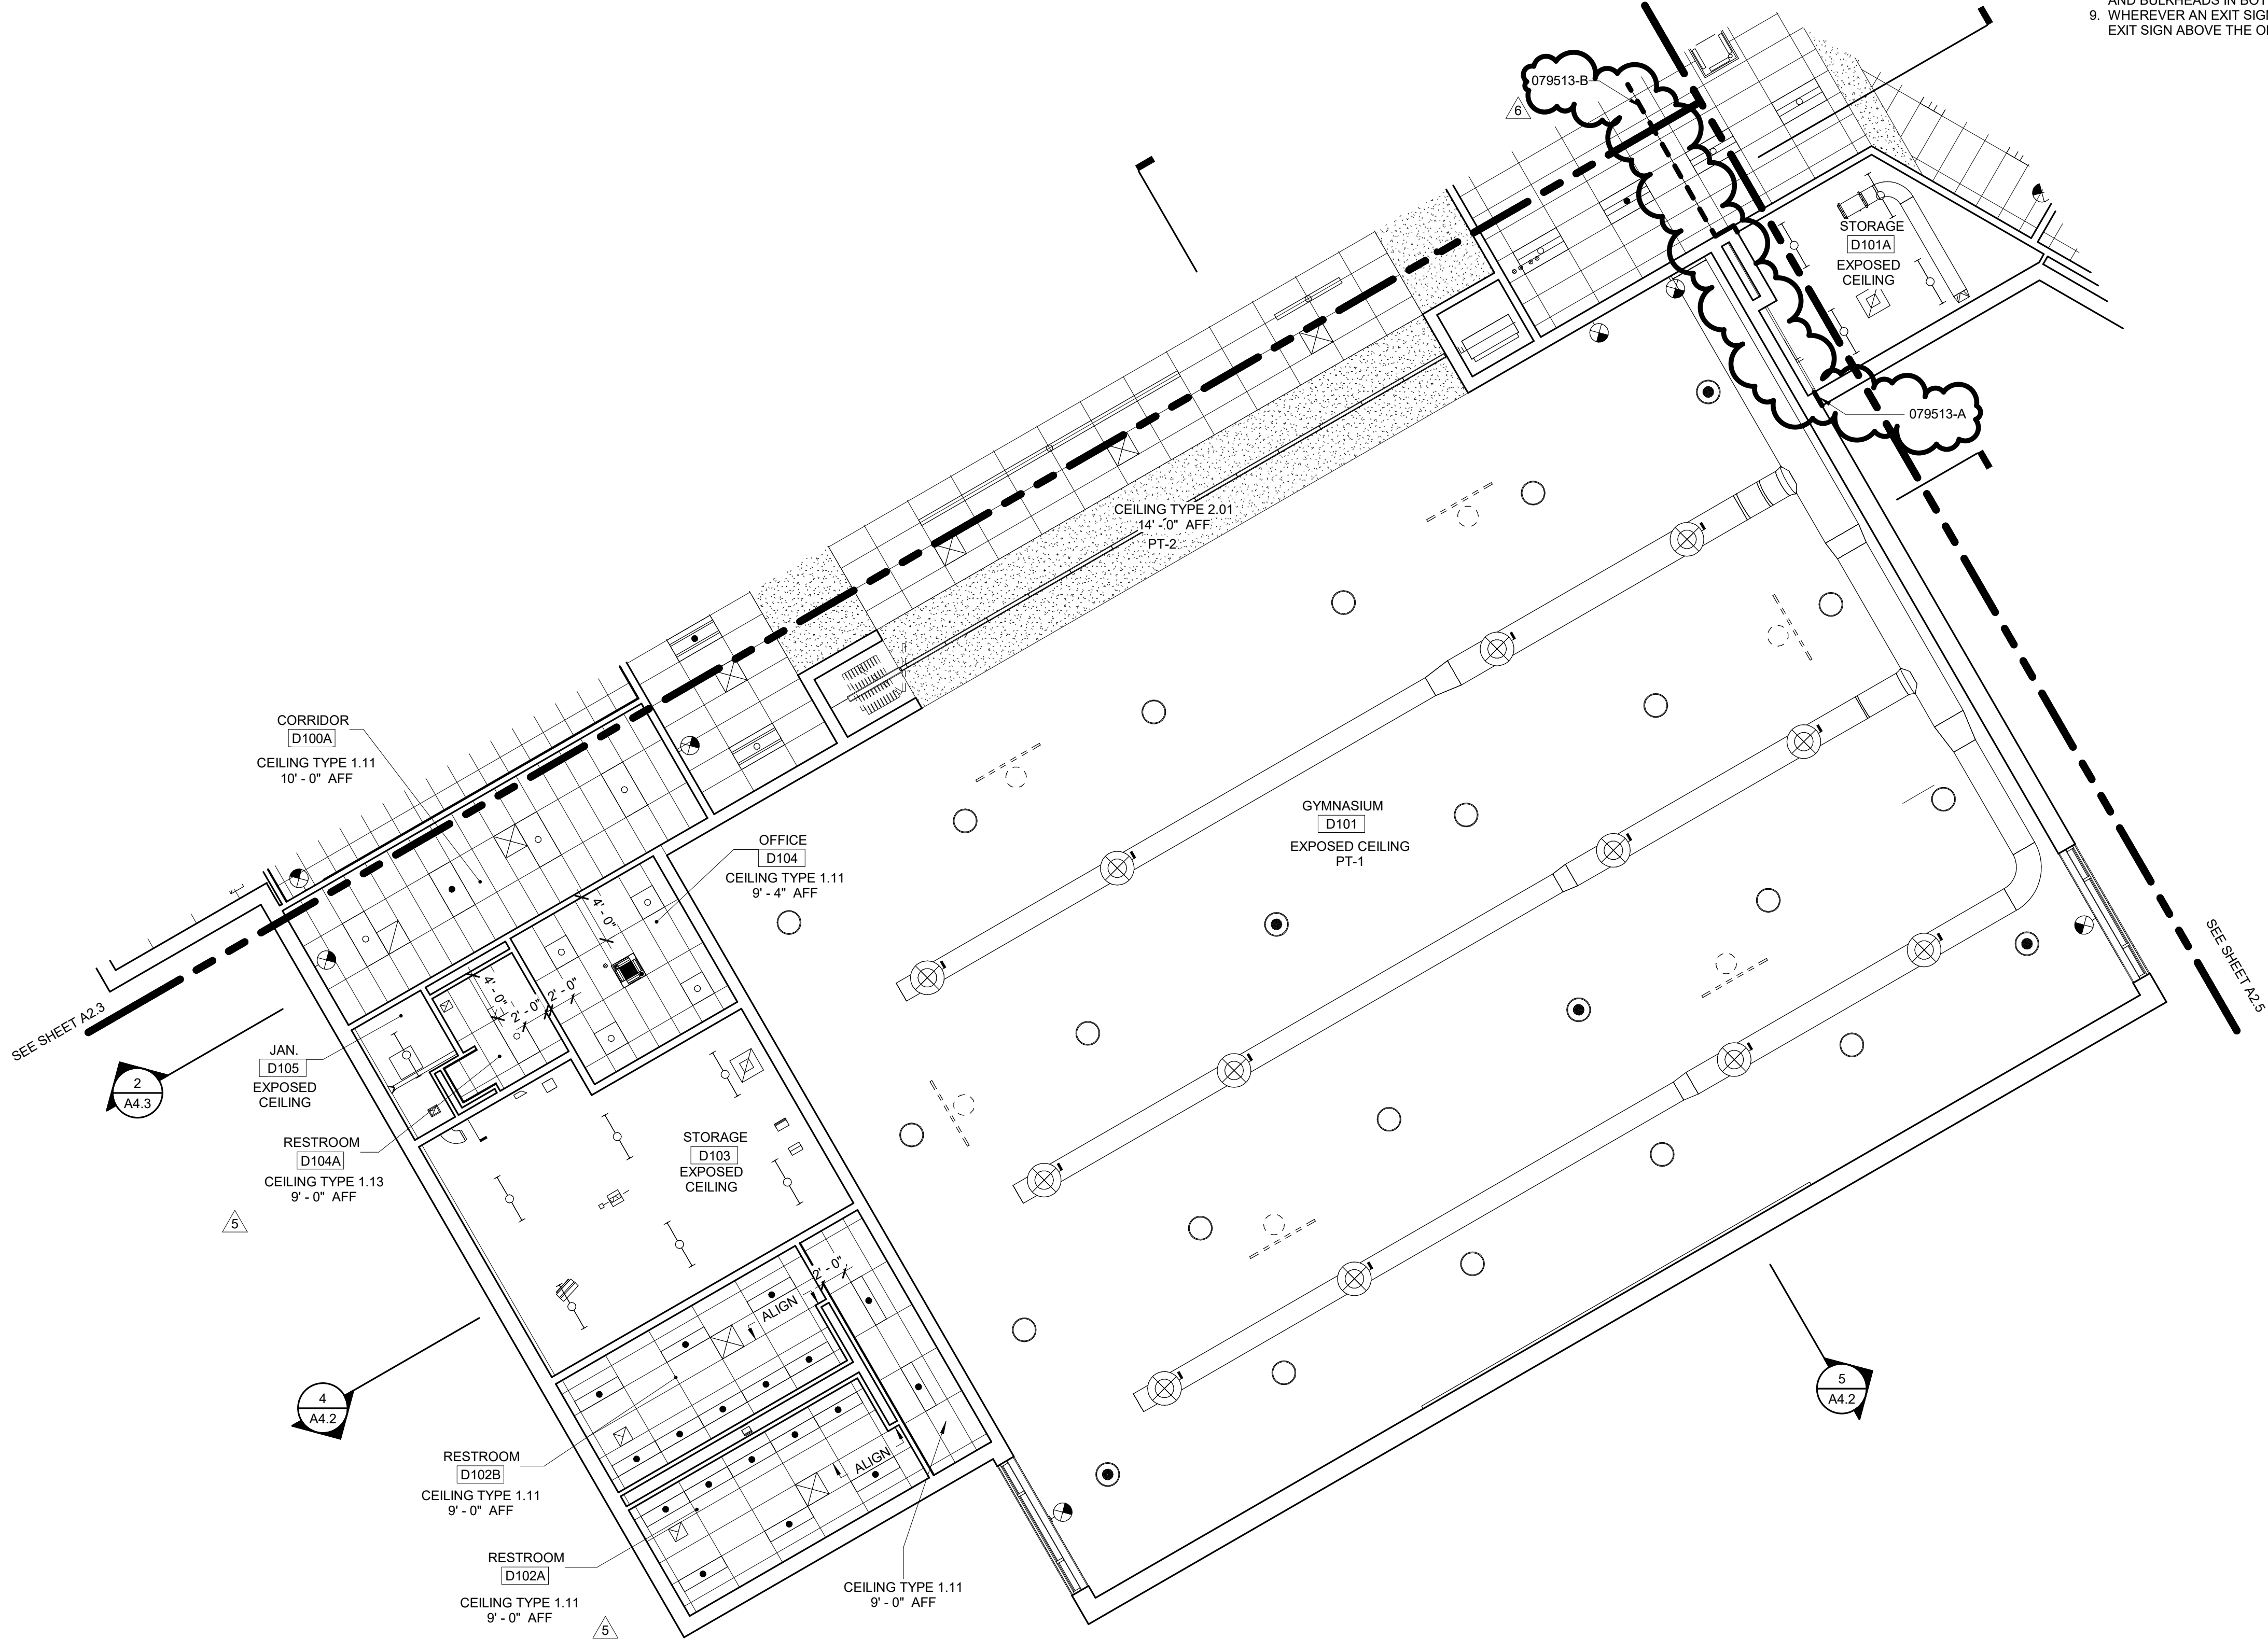 AND BULKHEADS IN BOT
9. WHEREVER AN EXIT SIG
EXIT SIGN ABOVE THE O
079513-B
6
STORAGE
D101A
EXPOSED
CEILING
079513-A
CEILING TYPE 2.01
14' - 0" AFF
PT-2
CORRIDOR
D100A
CEILING TYPE 1.11
10' - 0" AFF
OFFICE
D104
CEILING TYPE 1.11
9' - 4" AFF
GYMNASIUM
D101
EXPOSED CEILING
PT-1
4' - 0"
4' - 0"
2' - 0"
2' - 0"
SEE SHEET A2.3
SEE SHEET A2.5
2
A4.3
JAN.
D105
EXPOSED
CEILING
RESTROOM
D104A
CEILING TYPE 1.13
9' - 0" AFF
5
STORAGE
D103
EXPOSED
CEILING
2' - 0"
ALIGN
4
A4.2
5
A4.2
ALIGN
RESTROOM
D102B
CEILING TYPE 1.11
9' - 0" AFF
RESTROOM
D102A
CEILING TYPE 1.11
9' - 0" AFF
5
CEILING TYPE 1.11
9' - 0" AFF